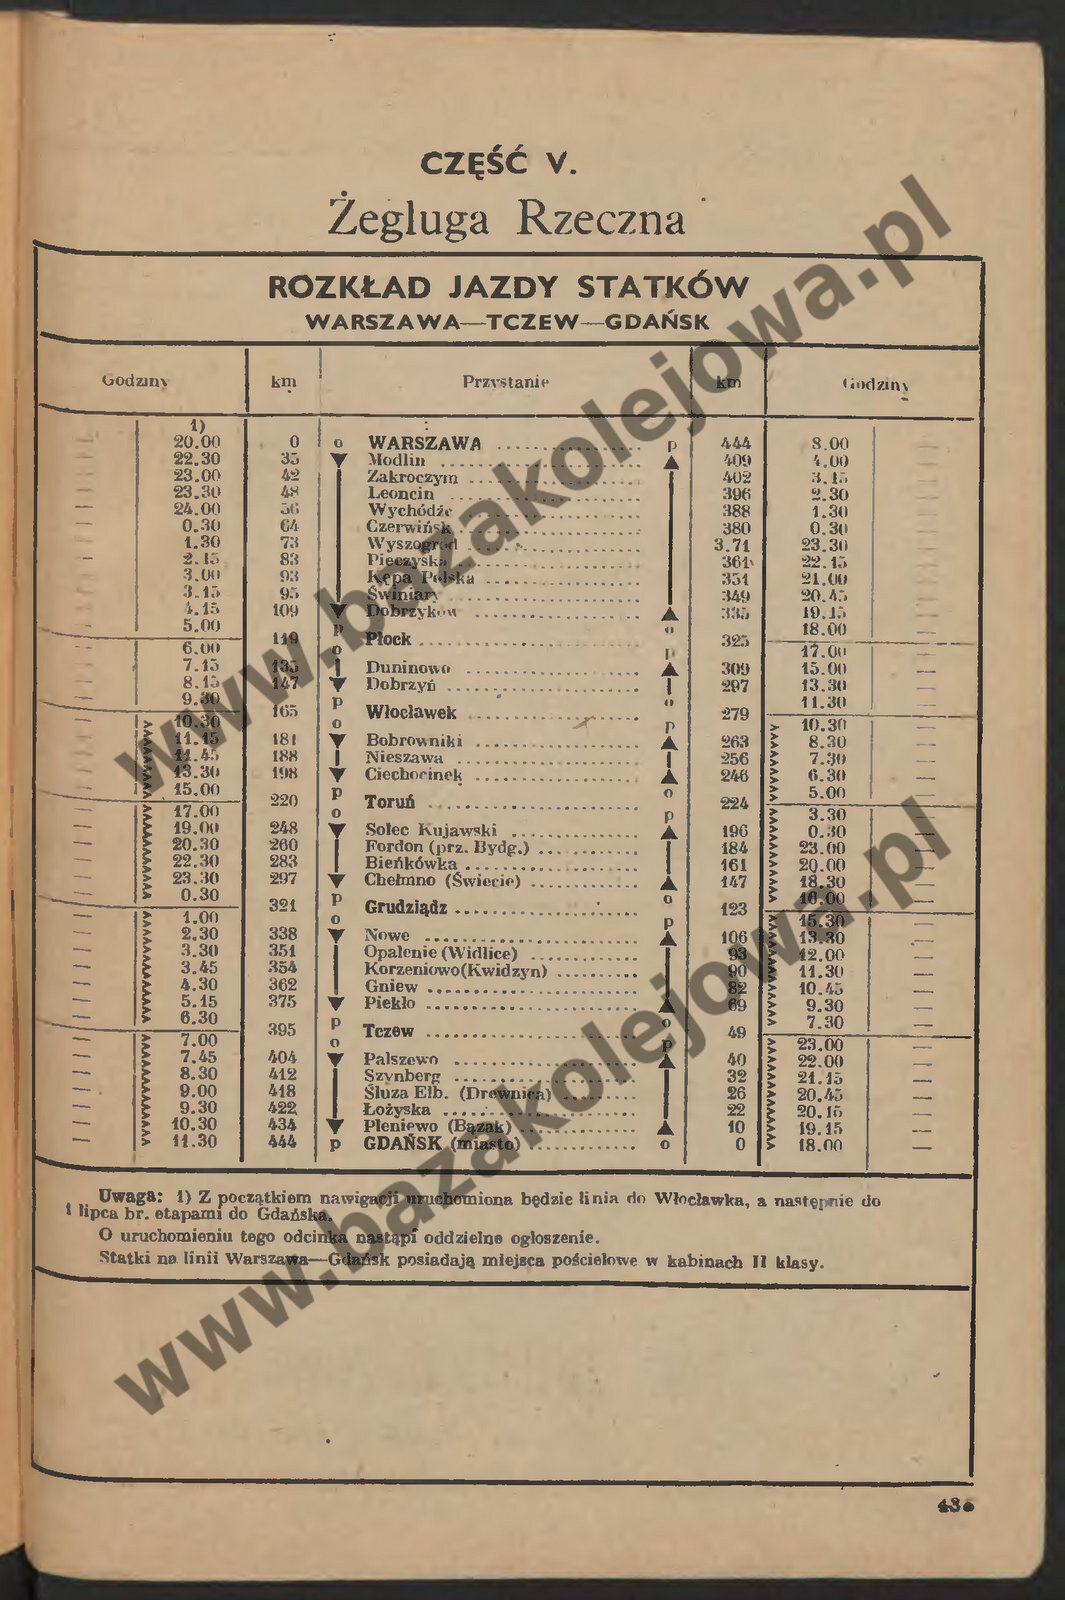 CZĘŚĆ V.
Żegluga Rzeczna
ROZKŁAD JAZDY STATKÓW
WARSZAWA—TCZEW—GDAŃSK
Godziny km Przystanie km Godziny
1)
20.00 0 o WARSZAWA p 444 8.00
22.30 35 Modlin 409 4.00
23.00 42 Zakroczym 402 3.15
23.30 48 Leoncin 396 2.30
24.00 56 Wychódźc 388 1.30
0.30 64 Czerwińsk 380 0.30
1.30 73 Wyszogród 3.71 23.30
2.15 83 Pieczyska 361 22.15
3.00 93 Kępa Polska 351 21.00
3.15 95 Świniary 349 20.45
4.15 109 Dobrzyków 335 19.15
5.00 p o 18.00
119 Płock 325
6.00 o p 17.00
7.15 135 Duninowo 309 15.00
8.15 147 Dobrzyń 297 13.30
9.30 p o 11.30
165 Włocławek 279
10.30 o p 10.30
11.15 181 Bobrowniki 263 8.30
11.45 188 Nieszawa 256 7.30
13.30 198 Ciechocinek 246 6.30
15.00 p o 5.00
220 Toruń 224
17.00 o p 3.30
19.00 248 Solec Kujawski 196 0.30
20.30 260 Fordon (prz. Bydg.) 184 23.00
22.30 283 Bieńkówka 161 20.00
23.30 297 Chełmno (Świecie) 147 18.30
0.30 p o 16.00
321 Grudziądz 123
1.00 o p 15.30
2.30 338 Nowe 106 13.30
3.30 351 Opalenie (Widlice) 93 12.00
3.45 354 Korzeniowo(Kwidzyn) 90 11.30
4.30 362 Gniew 82 10.45
5.15 375 Piekło 69 9.30
6.30 p o 7.30
395 Tczew 49
7.00 o p 23.00
7.45 404 Palszewo 40 22.00
8.30 412 Szynberg 32 21.15
9.00 418 Śluza Elb. (Drewnica) 26 20.45
9.30 422 Łożyska 22 20.15
10.30 434 Pleniewo (Bązak) 10 19.15
11.30 444 p GDAŃSK (miasto) o 0 18.00
Uwaga: 1) Z początkiem nawigacji uruchomiona będzie linia do Włocławka, a następnie do
1 lipca br. etapami do Gdańska.
O uruchomieniu tego odcinka nastąpi oddzielne ogłoszenie.
Statki na linii Warszawa—Gdańsk posiadają miejsca pościelowe w kabinach II klasy.
www.bazakolejowa.pl
www.bazakolejowa.pl